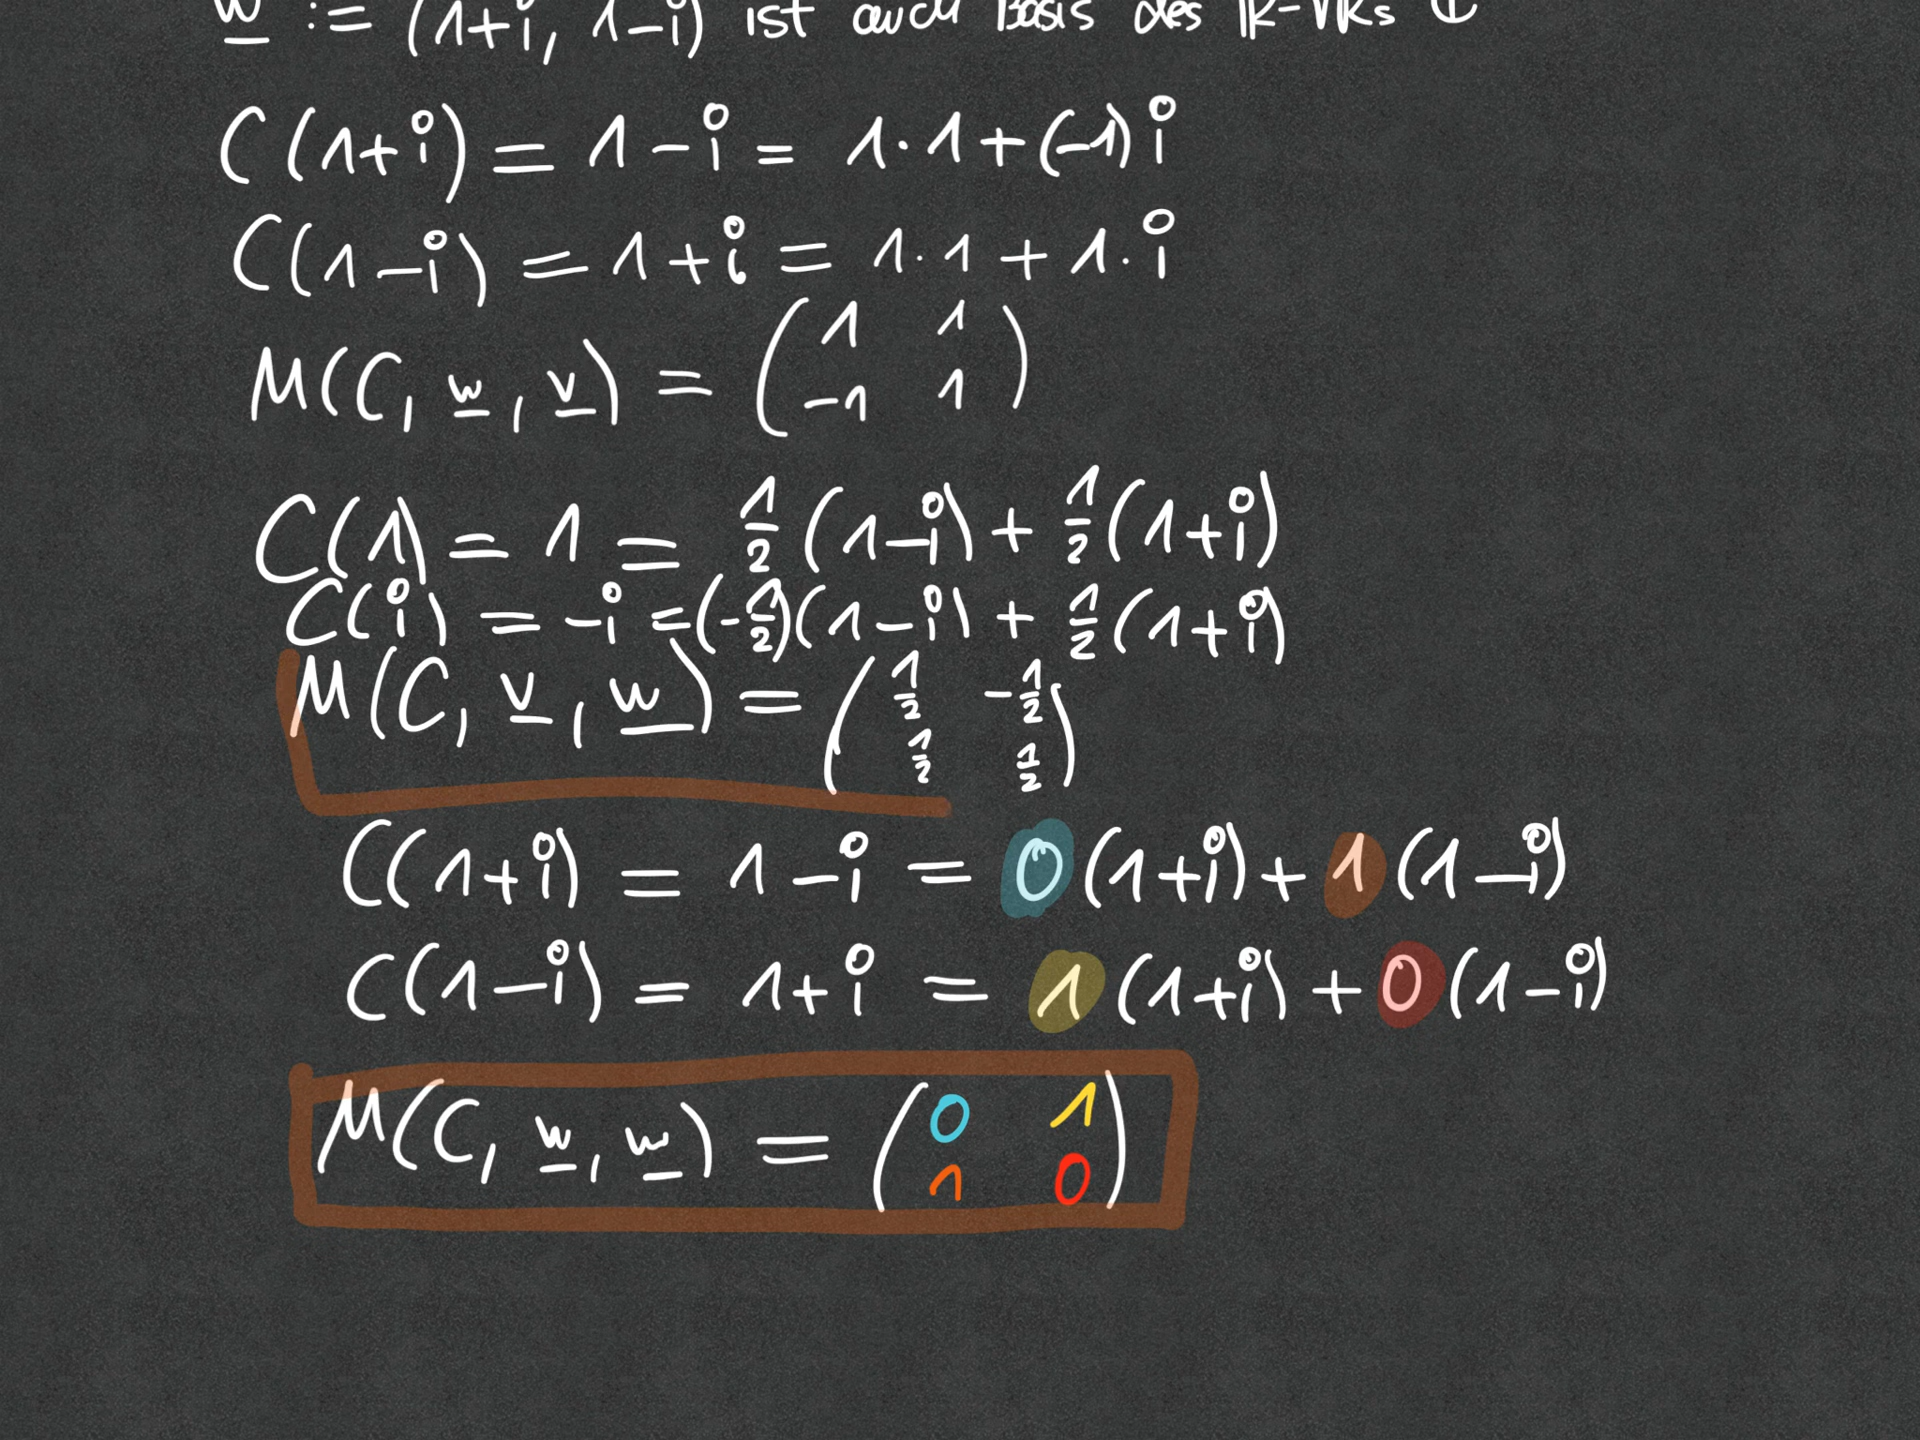 w := (1+i, 1-i) ist auch Basis des R-VRs C
C(1+i) = 1-i = 1·1+(-1)i
C(1-i) = 1+i = 1·1 + 1·i
M(C, w, v) = (1 1
-1 1)
C(1) = 1 = 1/2 (1-i) + 1/2 (1+i)
C(i) = -i = (-1/2)(1-i) + 1/2 (1+i)
M(C, v, w) = (1/2 -1/2
1/2 1/2)
C(1+i) = 1-i = 0(1+i) + 1(1-i)
C(1-i) = 1+i = 1(1+i) + 0(1-i)
M(C, w, w) = (0 1
1 0)